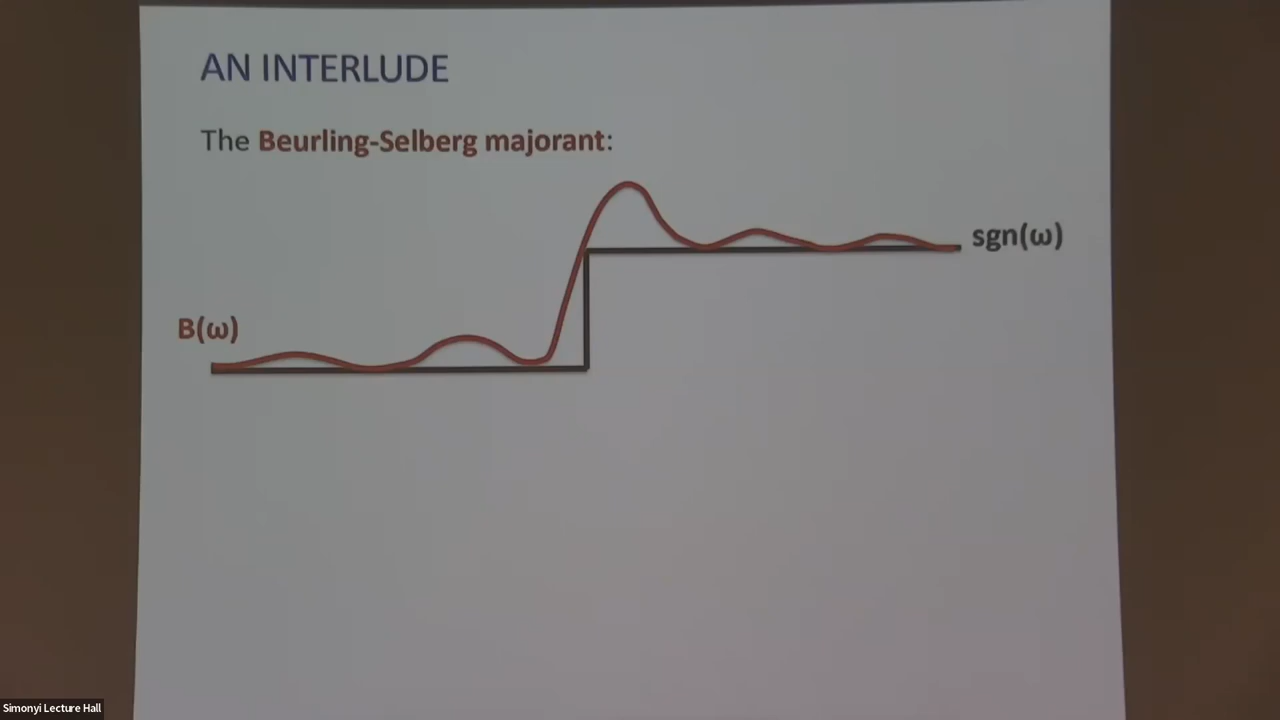 AN INTERLUDE
The Beurling-Selberg majorant:
sgn(ω)
B(ω)
Simonyi Lecture Hall